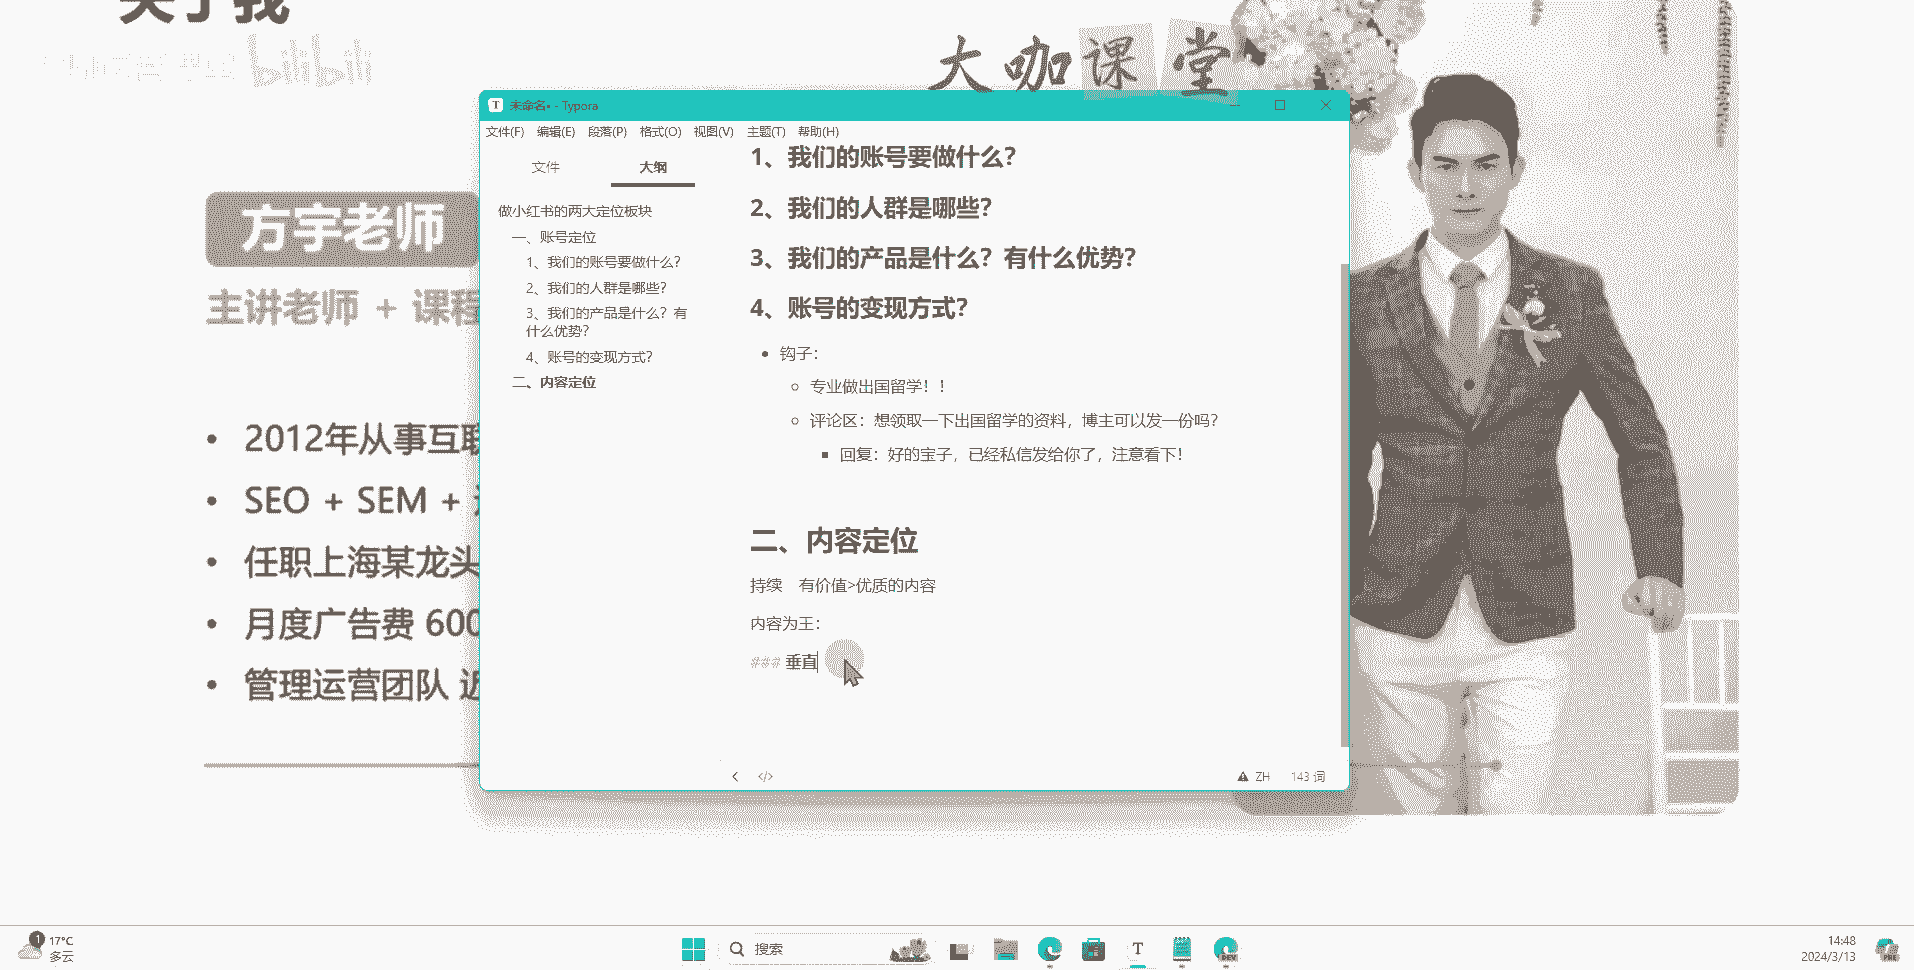 关于我
bilibili
大咖课堂
方宇老师
主讲老师 + 课程
2012年从事互联
SEO + SEM +
任职上海某龙头
月度广告费 600
管理运营团队 近
未命名• - Typora
文件(F) 编辑(E) 段落(P) 格式(O) 视图(V) 主题(T) 帮助(H)
文件 大纲
做小红书的两大定位板块
一、账号定位
1、我们的账号要做什么?
2、我们的人群是哪些?
3、我们的产品是什么? 有
什么优势?
4、账号的变现方式?
二、内容定位
1、我们的账号要做什么?
2、我们的人群是哪些?
3、我们的产品是什么? 有什么优势?
4、账号的变现方式?
钩子:
专业做出国留学! !
评论区: 想领取一下出国留学的资料, 博主可以发一份吗?
回复: 好的宝子, 已经私信发给你了, 注意看下!
二、内容定位
持续 有价值>优质的内容
内容为王:
### 垂直
</> ZH 143 词
1 17°C
多云
搜索
T
DEV
14:48
2024/3/13
PRE